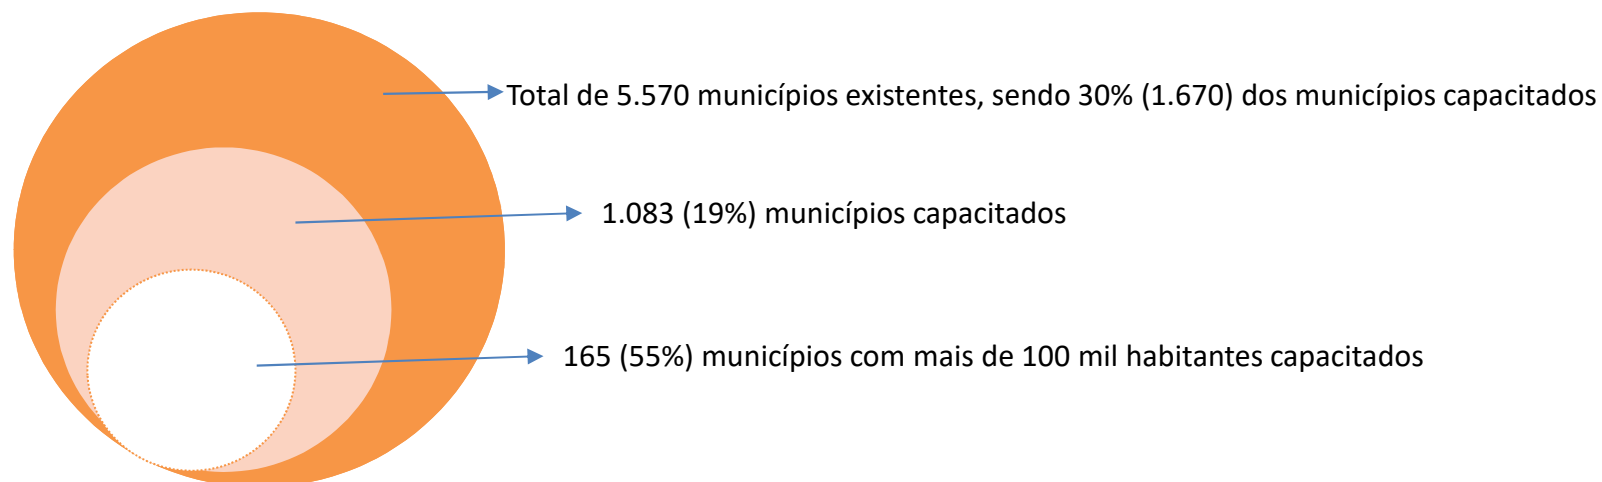 Total de 5.570 municípios existentes, sendo 30% (1.670) dos municípios capacitados
1.083 (19%) municípios capacitados
165 (55%) municípios com mais de 100 mil habitantes capacitados